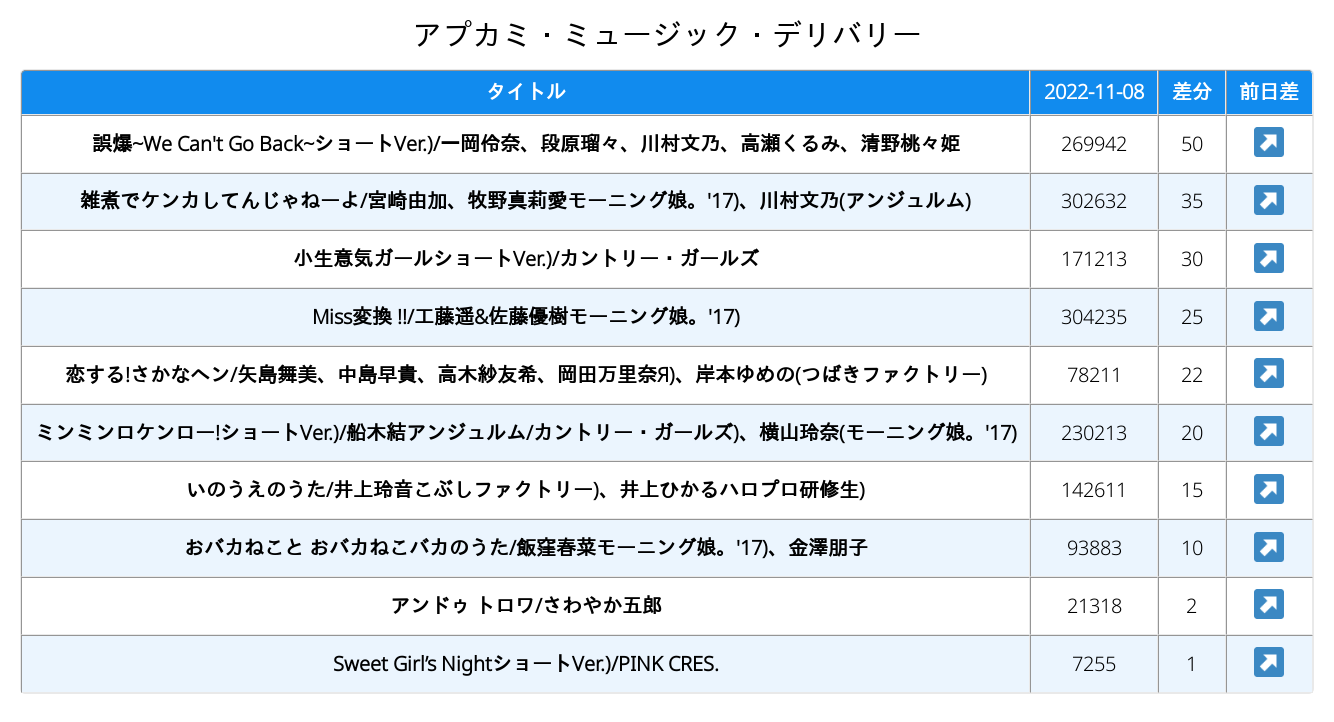 アプカミ・ミュージック・デリバリー
タイトル 2022-11-08 差分 前日差
誤爆~We Can't Go Back~ショートVer.)/一岡伶奈、段原瑠々、川村文乃、高瀬くるみ、清野桃々姫 269942 50
雑煮でケンカしてんじゃねーよ/宮崎由加、牧野真莉愛モーニング娘。'17)、川村文乃(アンジュルム) 302632 35
小生意気ガールショートVer.)/カントリー・ガールズ 171213 30
Miss変換 !!/工藤遥&佐藤優樹モーニング娘。'17) 304235 25
恋する!さかなヘン/矢島舞美、中島早貴、高木紗友希、岡田万里奈Я)、岸本ゆめの(つばきファクトリー) 78211 22
ミンミンロケンロー!ショートVer.)/船木結アンジュルム/カントリー・ガールズ)、横山玲奈(モーニング娘。'17) 230213 20
いのうえのうた/井上玲音こぶしファクトリー)、井上ひかるハロプロ研修生) 142611 15
おバカねこと おバカねこバカのうた/飯窪春菜モーニング娘。'17)、金澤朋子 93883 10
アンドゥ トロワ/さわやか五郎 21318 2
Sweet Girl’s NightショートVer.)/PINK CRES. 7255 1